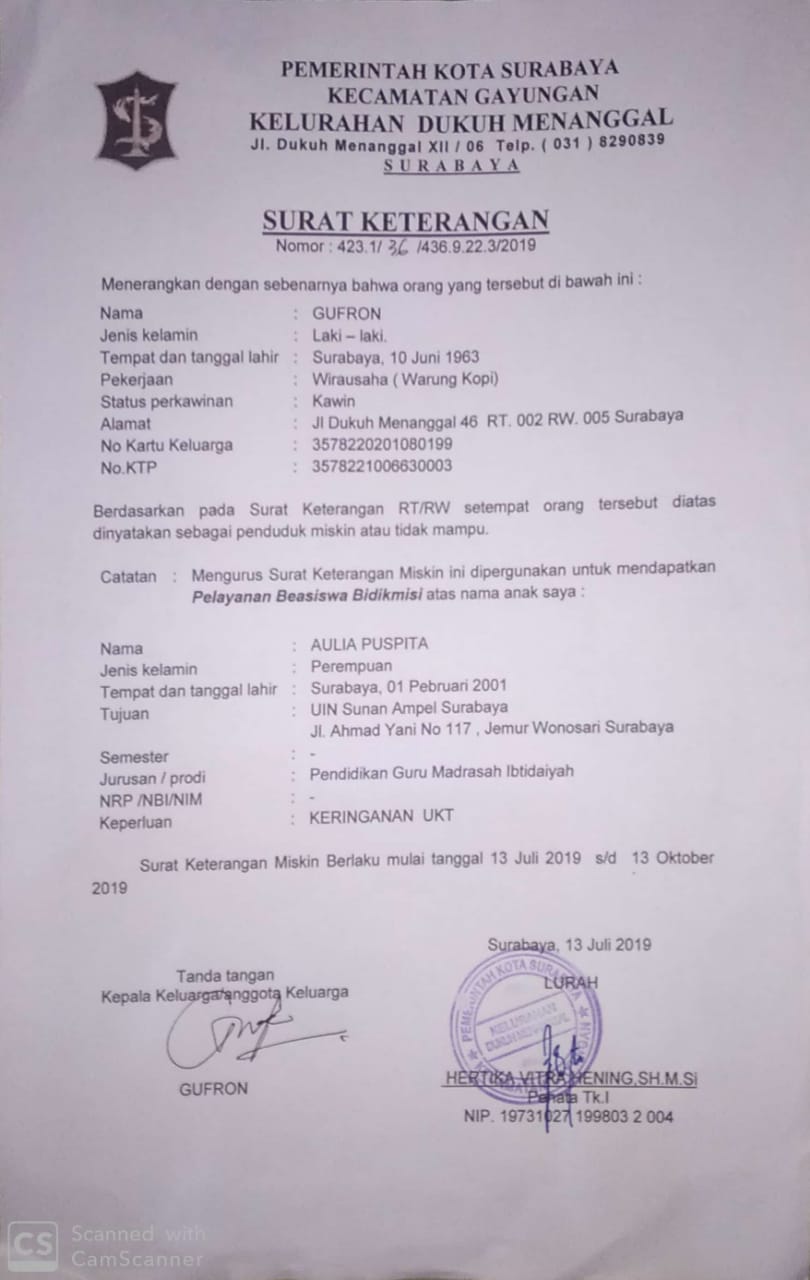 PEMERINTAH KOTA SURABAYA
KECAMATAN GAYUNGAN
KELURAHAN DUKUH MENANGGAL
Jl. Dukuh Menanggal XII / 06 Telp. ( 031 ) 8290839
S U R A B A Y A
SURAT KETERANGAN
Nomor : 423.1/ 36 /436.9.22.3/2019
Menerangkan dengan sebenarnya bahwa orang yang tersebut di bawah ini :
Nama : GUFRON
Jenis kelamin : Laki – laki.
Tempat dan tanggal lahir : Surabaya, 10 Juni 1963
Pekerjaan : Wirausaha ( Warung Kopi)
Status perkawinan : Kawin
Alamat : Jl Dukuh Menanggal 46 RT. 002 RW. 005 Surabaya
No Kartu Keluarga : 3578220201080199
No.KTP : 3578221006630003
Berdasarkan pada Surat Keterangan RT/RW setempat orang tersebut diatas
dinyatakan sebagai penduduk miskin atau tidak mampu.
Catatan : Mengurus Surat Keterangan Miskin ini dipergunakan untuk mendapatkan
Pelayanan Beasiswa Bidikmisi atas nama anak saya :
Nama : AULIA PUSPITA
Jenis kelamin : Perempuan
Tempat dan tanggal lahir : Surabaya, 01 Pebruari 2001
Tujuan : UIN Sunan Ampel Surabaya
Jl. Ahmad Yani No 117 , Jemur Wonosari Surabaya
Semester : -
Jurusan / prodi : Pendidikan Guru Madrasah Ibtidaiyah
NRP /NBI/NIM : -
Keperluan : KERINGANAN UKT
Surat Keterangan Miskin Berlaku mulai tanggal 13 Juli 2019 s/d 13 Oktober
2019
Surabaya, 13 Juli 2019
Tanda tangan
Kepala Keluarga/anggota Keluarga
LURAH
PEMERINTAH KOTA SURABAYA
KELURAHAN
DUKUH MENANGGAL
GUFRON
HERTIKA VITRA HENING,SH.M.Si
Penata Tk.I
NIP. 19731027 199803 2 004
CS Scanned with
CamScanner